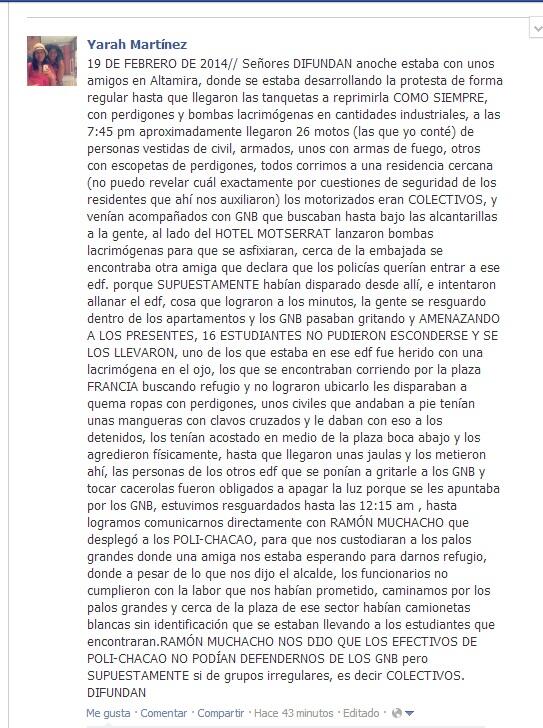 Yarah Martínez
19 DE FEBRERO DE 2014// Señores DIFUNDAN anoche estaba con unos
amigos en Altamira, donde se estaba desarrollando la protesta de forma
regular hasta que llegaron las tanquetas a reprimirla COMO SIEMPRE,
con perdigones y bombas lacrimógenas en cantidades industriales, a las
7:45 pm aproximadamente llegaron 26 motos (las que yo conté) de
personas vestidas de civil, armados, unos con armas de fuego, otros
con escopetas de perdigones, todos corrimos a una residencia cercana
(no puedo revelar cuál exactamente por cuestiones de seguridad de los
residentes que ahí nos auxiliaron) los motorizados eran COLECTIVOS, y
venían acompañados con GNB que buscaban hasta bajo las alcantarillas
a la gente, al lado del HOTEL MOTSERRAT lanzaron bombas
lacrimógenas para que se asfixiaran, cerca de la embajada se
encontraba otra amiga que declara que los policías querían entrar a ese
edf. porque SUPUESTAMENTE habían disparado desde allí, e intentaron
allanar el edf, cosa que lograron a los minutos, la gente se resguardo
dentro de los apartamentos y los GNB pasaban gritando y AMENAZANDO
A LOS PRESENTES, 16 ESTUDIANTES NO PUDIERON ESCONDERSE Y SE
LOS LLEVARON, uno de los que estaba en ese edf fue herido con una
lacrimógena en el ojo, los que se encontraban corriendo por la plaza
FRANCIA buscando refugio y no lograron ubicarlo les disparaban a
quema ropas con perdigones, unos civiles que andaban a pie tenían
unas mangueras con clavos cruzados y le daban con eso a los
detenidos, los tenían acostado en medio de la plaza boca abajo y los
agredieron físicamente, hasta que llegaron unas jaulas y los metieron
ahí, las personas de los otros edf que se ponían a gritarle a los GNB y
tocar cacerolas fueron obligados a apagar la luz porque se les apuntaba
por los GNB, estuvimos resguardados hasta las 12:15 am , hasta
logramos comunicarnos directamente con RAMÓN MUCHACHO que
desplegó a los POLI-CHACAO, para que nos custodiaran a los palos
grandes donde una amiga nos estaba esperando para darnos refugio,
donde a pesar de lo que nos dijo el alcalde, los funcionarios no
cumplieron con la labor que nos habían prometido, caminamos por los
palos grandes y cerca de la plaza de ese sector habían camionetas
blancas sin identificación que se estaban llevando a los estudiantes que
encontraran.RAMÓN MUCHACHO NOS DIJO QUE LOS EFECTIVOS DE
POLI-CHACAO NO PODÍAN DEFENDERNOS DE LOS GNB pero
SUPUESTAMENTE si de grupos irregulares, es decir COLECTIVOS.
DIFUNDAN
Me gusta · Comentar · Compartir · Hace 43 minutos · Editado ·